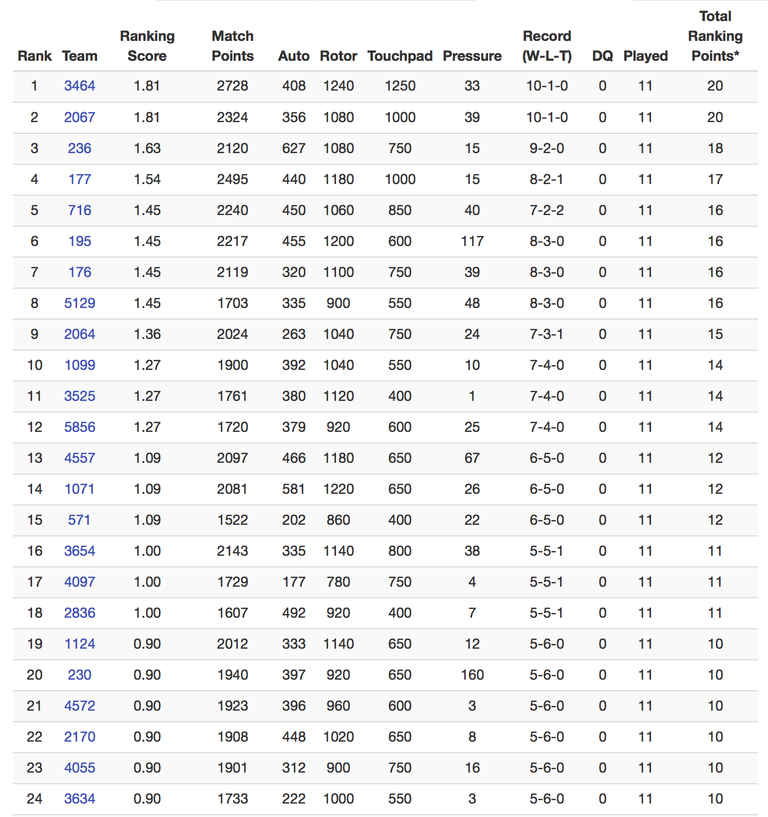 Rank Team Ranking Score Match Points Auto Rotor Touchpad Pressure Record (W-L-T) DQ Played Total Ranking Points*
1 3464 1.81 2728 408 1240 1250 33 10-1-0 0 11 20
2 2067 1.81 2324 356 1080 1000 39 10-1-0 0 11 20
3 236 1.63 2120 627 1080 750 15 9-2-0 0 11 18
4 177 1.54 2495 440 1180 1000 15 8-2-1 0 11 17
5 716 1.45 2240 450 1060 850 40 7-2-2 0 11 16
6 195 1.45 2217 455 1200 600 117 8-3-0 0 11 16
7 176 1.45 2119 320 1100 750 39 8-3-0 0 11 16
8 5129 1.45 1703 335 900 550 48 8-3-0 0 11 16
9 2064 1.36 2024 263 1040 750 24 7-3-1 0 11 15
10 1099 1.27 1900 392 1040 550 10 7-4-0 0 11 14
11 3525 1.27 1761 380 1120 400 1 7-4-0 0 11 14
12 5856 1.27 1720 379 920 600 25 7-4-0 0 11 14
13 4557 1.09 2097 466 1180 650 67 6-5-0 0 11 12
14 1071 1.09 2081 581 1220 650 26 6-5-0 0 11 12
15 571 1.09 1522 202 860 400 22 6-5-0 0 11 12
16 3654 1.00 2143 335 1140 800 38 5-5-1 0 11 11
17 4097 1.00 1729 177 780 750 4 5-5-1 0 11 11
18 2836 1.00 1607 492 920 400 7 5-5-1 0 11 11
19 1124 0.90 2012 333 1140 650 12 5-6-0 0 11 10
20 230 0.90 1940 397 920 650 160 5-6-0 0 11 10
21 4572 0.90 1923 396 960 600 3 5-6-0 0 11 10
22 2170 0.90 1908 448 1020 650 8 5-6-0 0 11 10
23 4055 0.90 1901 312 900 750 16 5-6-0 0 11 10
24 3634 0.90 1733 222 1000 550 3 5-6-0 0 11 10